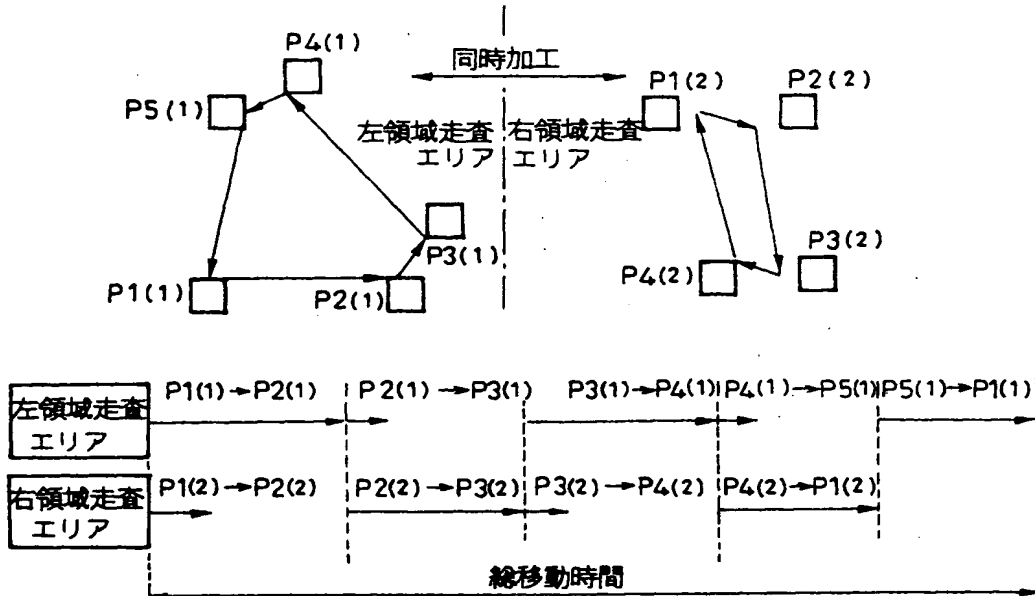 P4(1)
同時加工
P1(2)
P2(2)
P5(1)
左領域走査
エリア
右領域走査
エリア
P3(1)
P3(2)
P1(1)
P2(1)
P4(2)
左領域走査
エリア
P1(1)→P2(1)
P2(1)→P3(1)
P3(1)→P4(1)
P4(1)→P5(1)
P5(1)→P1(1)
右領域走査
エリア
P1(2)→P2(2)
P2(2)→P3(2)
P3(2)→P4(2)
P4(2)→P1(2)
総移動時間